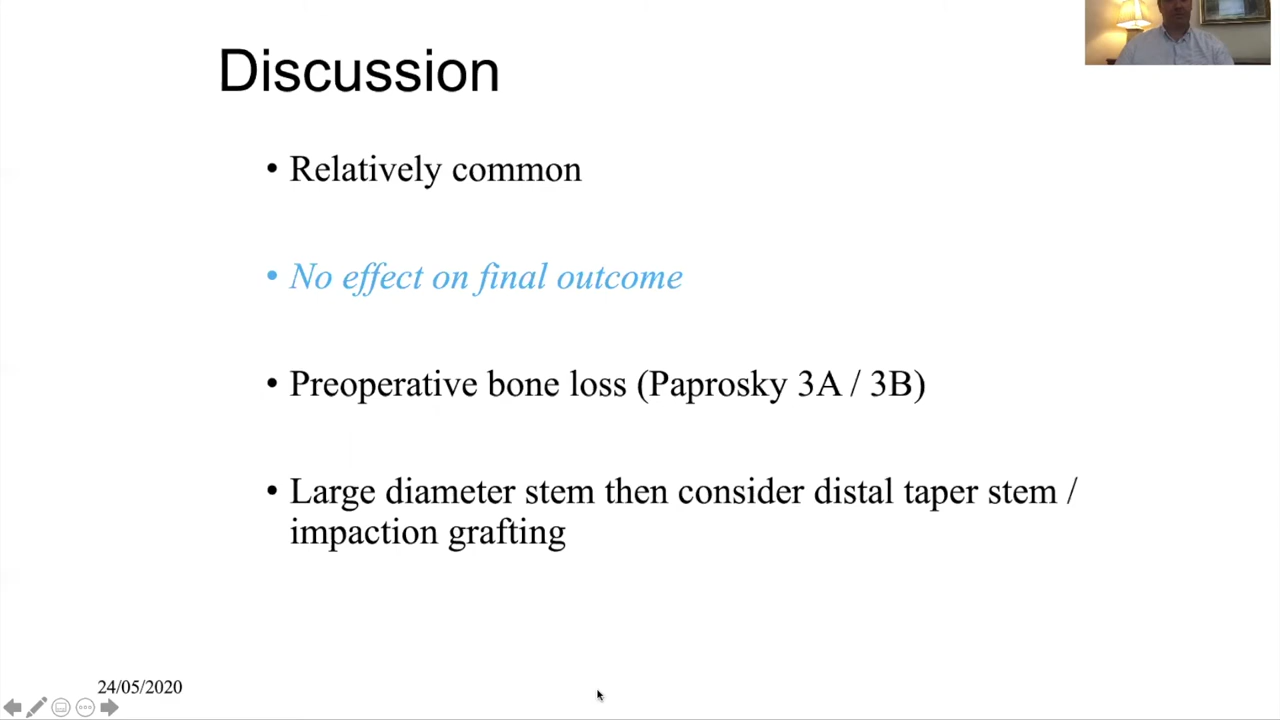 Discussion
• Relatively common
• No effect on final outcome
• Preoperative bone loss (Paprosky 3A / 3B)
• Large diameter stem then consider distal taper stem /
impaction grafting
24/05/2020